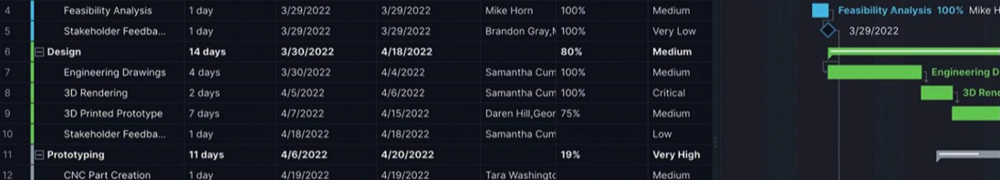 4 Feasibility Analysis 1 day 3/29/2022 3/29/2022 Mike Horn 100% Medium Feasibility Analysis 100% Mike H
5 Stakeholder Feedba... 1 day 3/29/2022 3/29/2022 Brandon Gray,M 100% Very Low 3/29/2022
6 Design 14 days 3/30/2022 4/18/2022 80% Medium
7 Engineering Drawings 4 days 3/30/2022 4/4/2022 Samantha Cum 100% Medium Engineering D
8 3D Rendering 2 days 4/5/2022 4/6/2022 Samantha Cum 100% Critical 3D Rend
9 3D Printed Prototype 7 days 4/7/2022 4/15/2022 Daren Hill,Geor 75% Medium
10 Stakeholder Feedba... 1 day 4/18/2022 4/18/2022 Samantha Cum Low
11 Prototyping 11 days 4/6/2022 4/20/2022 19% Very High
12 CNC Part Creation 1 day 4/19/2022 4/19/2022 Tara Washingto Medium